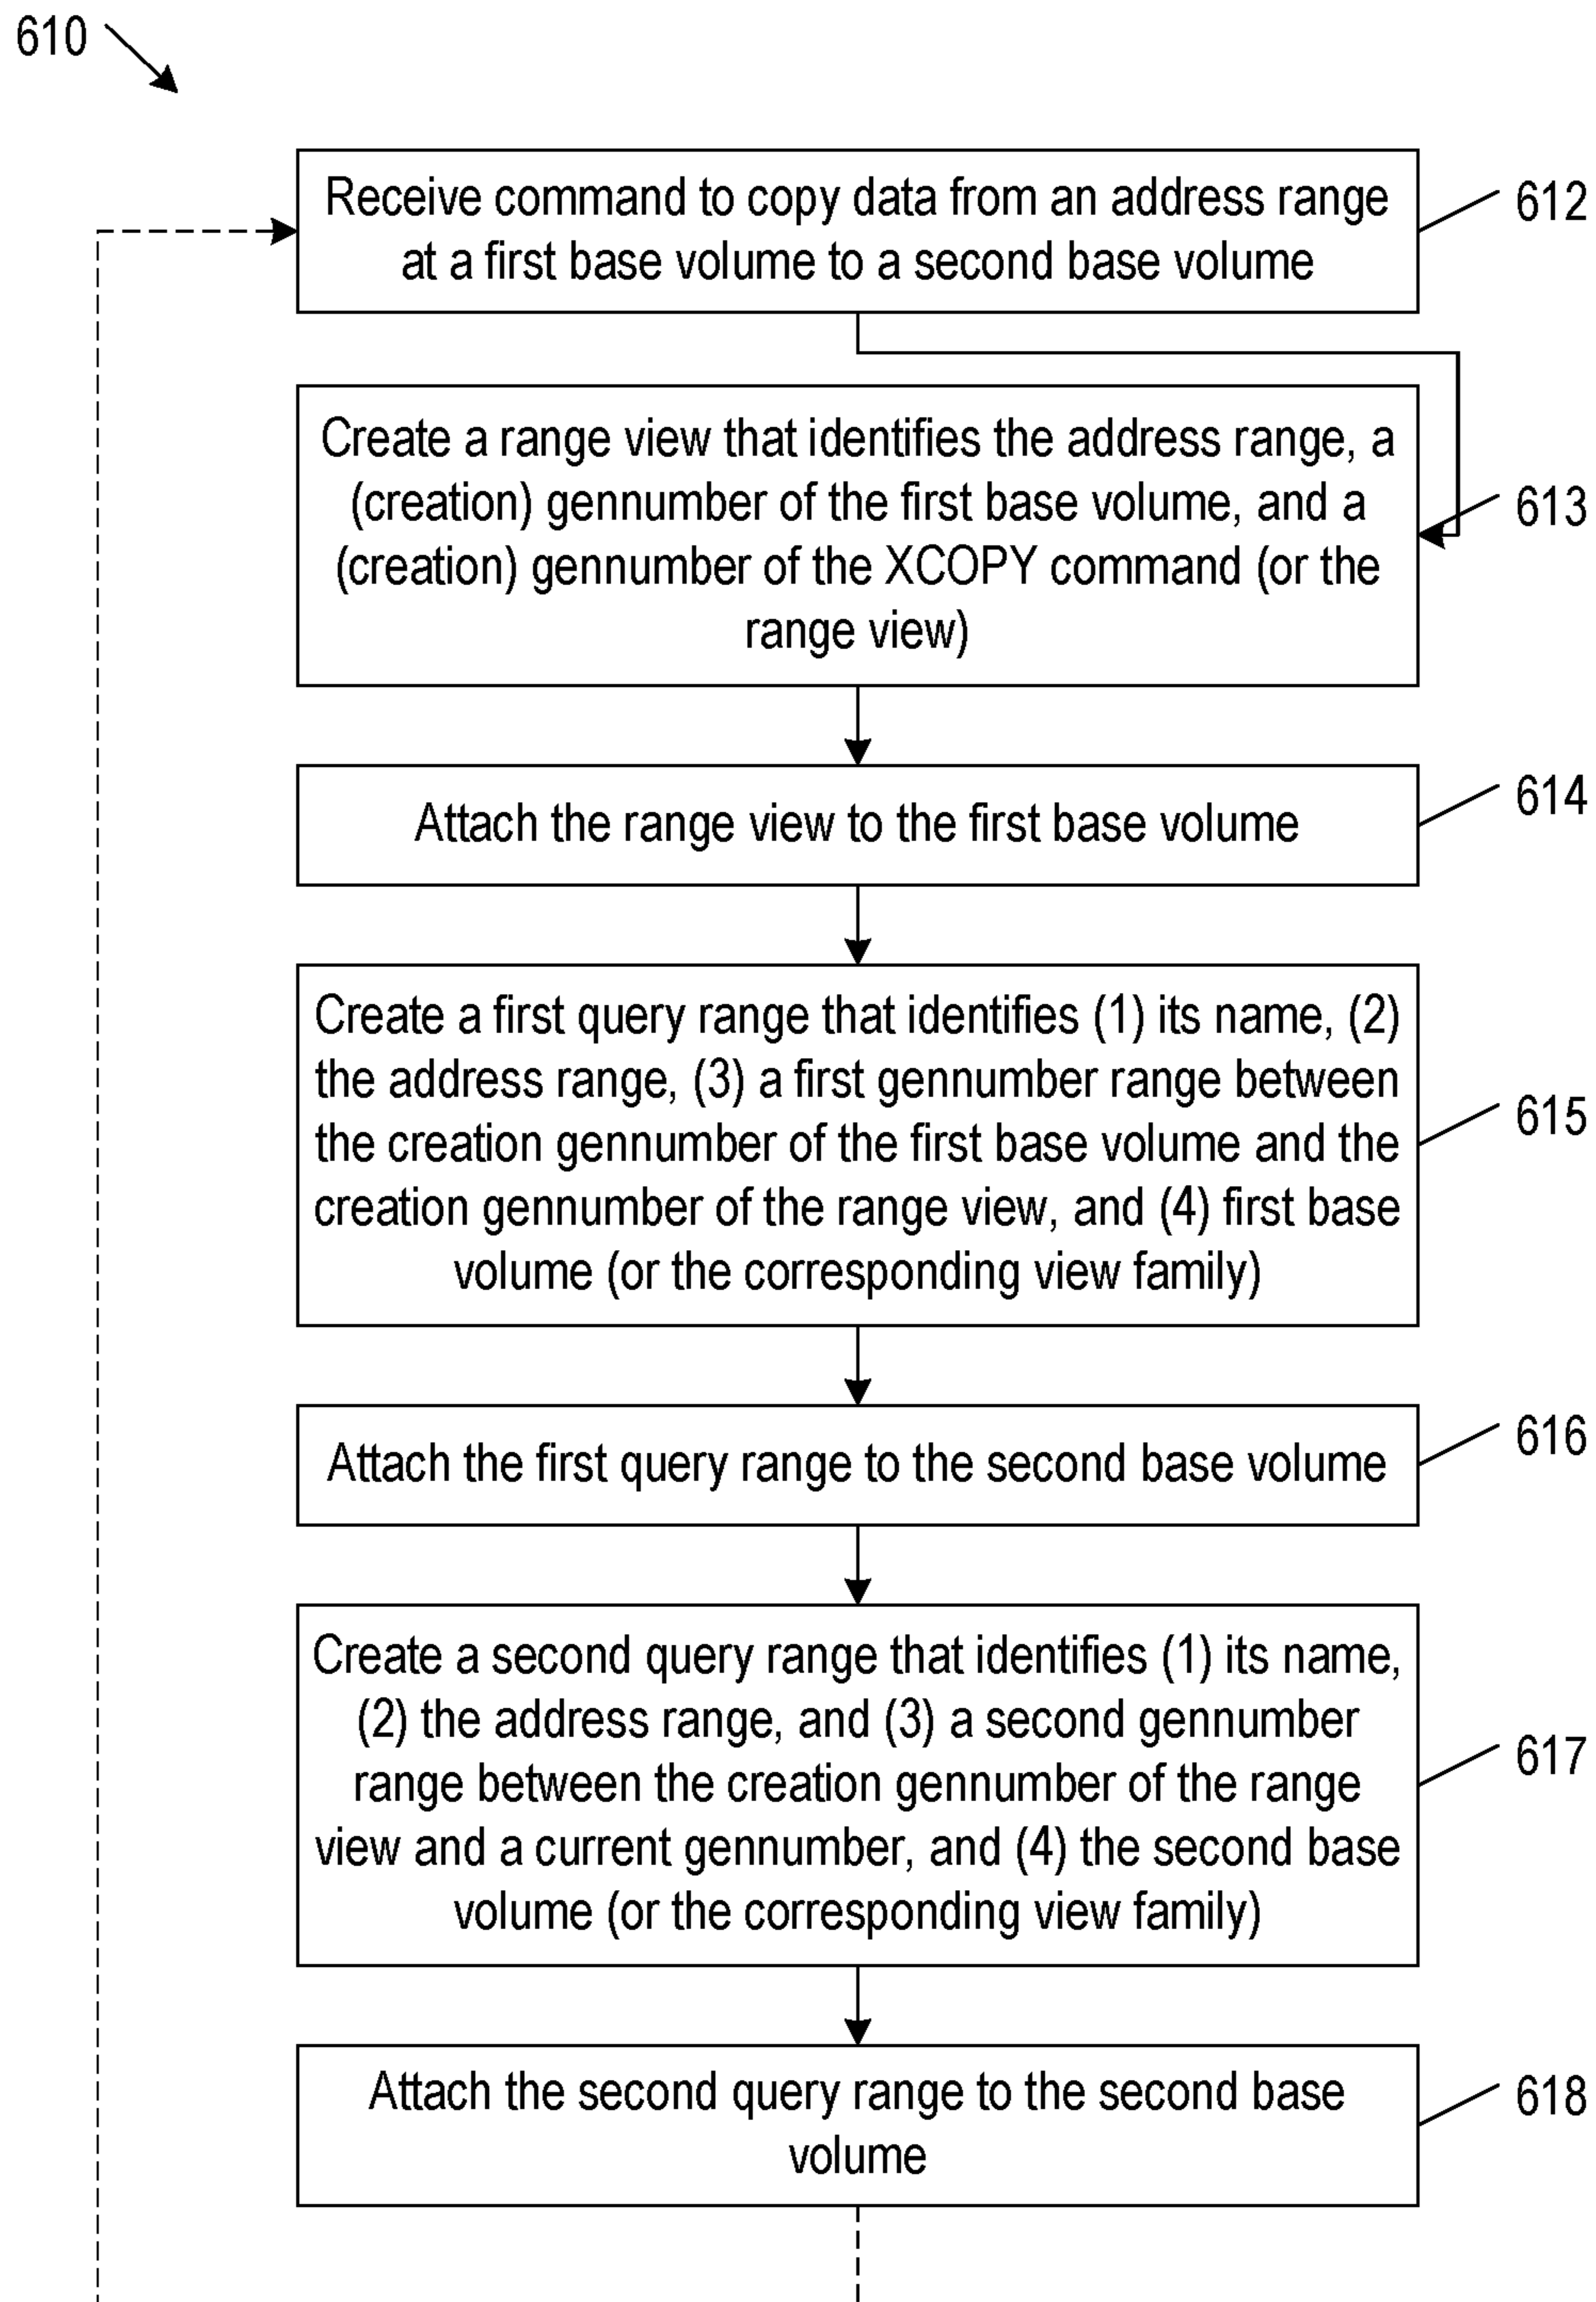 610
Receive command to copy data from an address range
at a first base volume to a second base volume
612
Create a range view that identifies the address range, a
(creation) gennumber of the first base volume, and a
(creation) gennumber of the XCOPY command (or the
range view)
613
Attach the range view to the first base volume
614
Create a first query range that identifies (1) its name, (2)
the address range, (3) a first gennumber range between
the creation gennumber of the first base volume and the
creation gennumber of the range view, and (4) first base
volume (or the corresponding view family)
615
Attach the first query range to the second base volume
616
Create a second query range that identifies (1) its name,
(2) the address range, and (3) a second gennumber
range between the creation gennumber of the range
view and a current gennumber, and (4) the second base
volume (or the corresponding view family)
617
Attach the second query range to the second base
volume
618